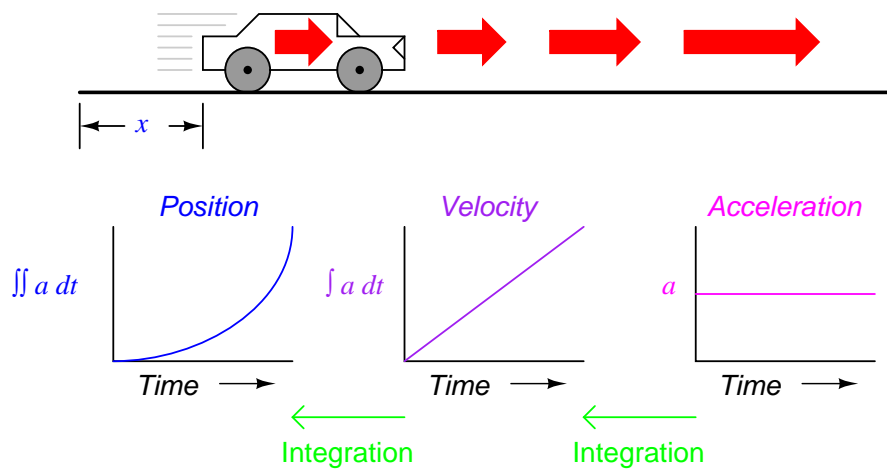 x
Position Velocity Acceleration
∬ a dt ∫ a dt a
Time Time Time
Integration Integration